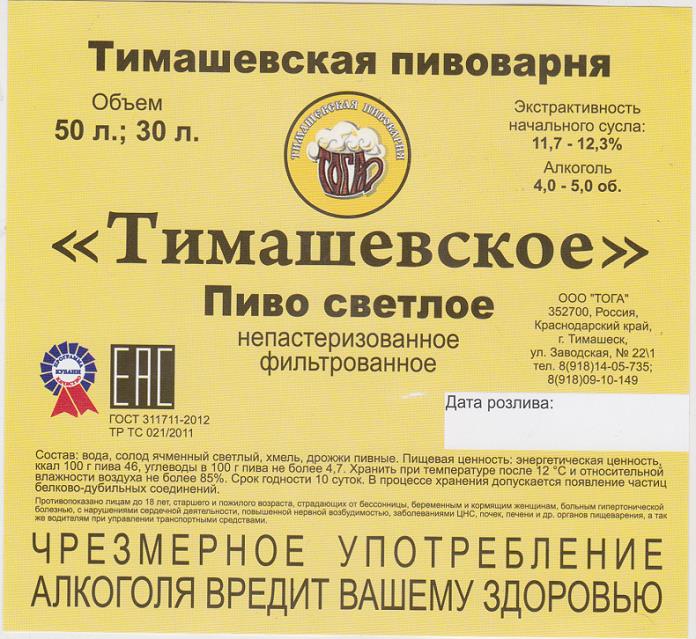 Тимашевская пивоварня
Объем
50 л.; 30 л.
ТИМАШЕВСКАЯ ПИВОВАРНЯ
ТОГА
Экстрактивность
начального сусла:
11,7 - 12,3%
Алкоголь
4,0 - 5,0 об.
«Тимашевское»
Пиво светлое
непастеризованное
фильтрованное
ООО "ТОГА"
352700, Россия,
Краснодарский край,
г. Тимашеск,
ул. Заводская, № 22\1
тел. 8(918)14-05-735;
8(918)09-10-149
КУБАНИ
ЕАС
ГОСТ 311711-2012
ТР ТС 021/2011
Дата розлива:
Состав: вода, солод ячменный светлый, хмель, дрожжи пивные. Пищевая ценность: энергетическая ценность,
ккал 100 г пива 46, углеводы в 100 г пива не более 4,7. Хранить при температуре после 12 °С и относительной
влажности воздуха не более 85%. Срок годности 10 суток. В процессе хранения допускается появление частиц
белково-дубильных соединений.
Противопоказано лицам до 18 лет, старшего и пожилого возраста, страдающих от бессонницы, беременным и кормящим женщинам, больным гипертонической
болезнью, с нарушениями сердечной деятельности, повышенной нервной возбудимостью, заболеваниями ЦНС, почек, печени и др. органов пищеварения, а так
же водителям при управлении транспортными средствами.
ЧРЕЗМЕРНОЕ УПОТРЕБЛЕНИЕ
АЛКОГОЛЯ ВРЕДИТ ВАШЕМУ ЗДОРОВЬЮ